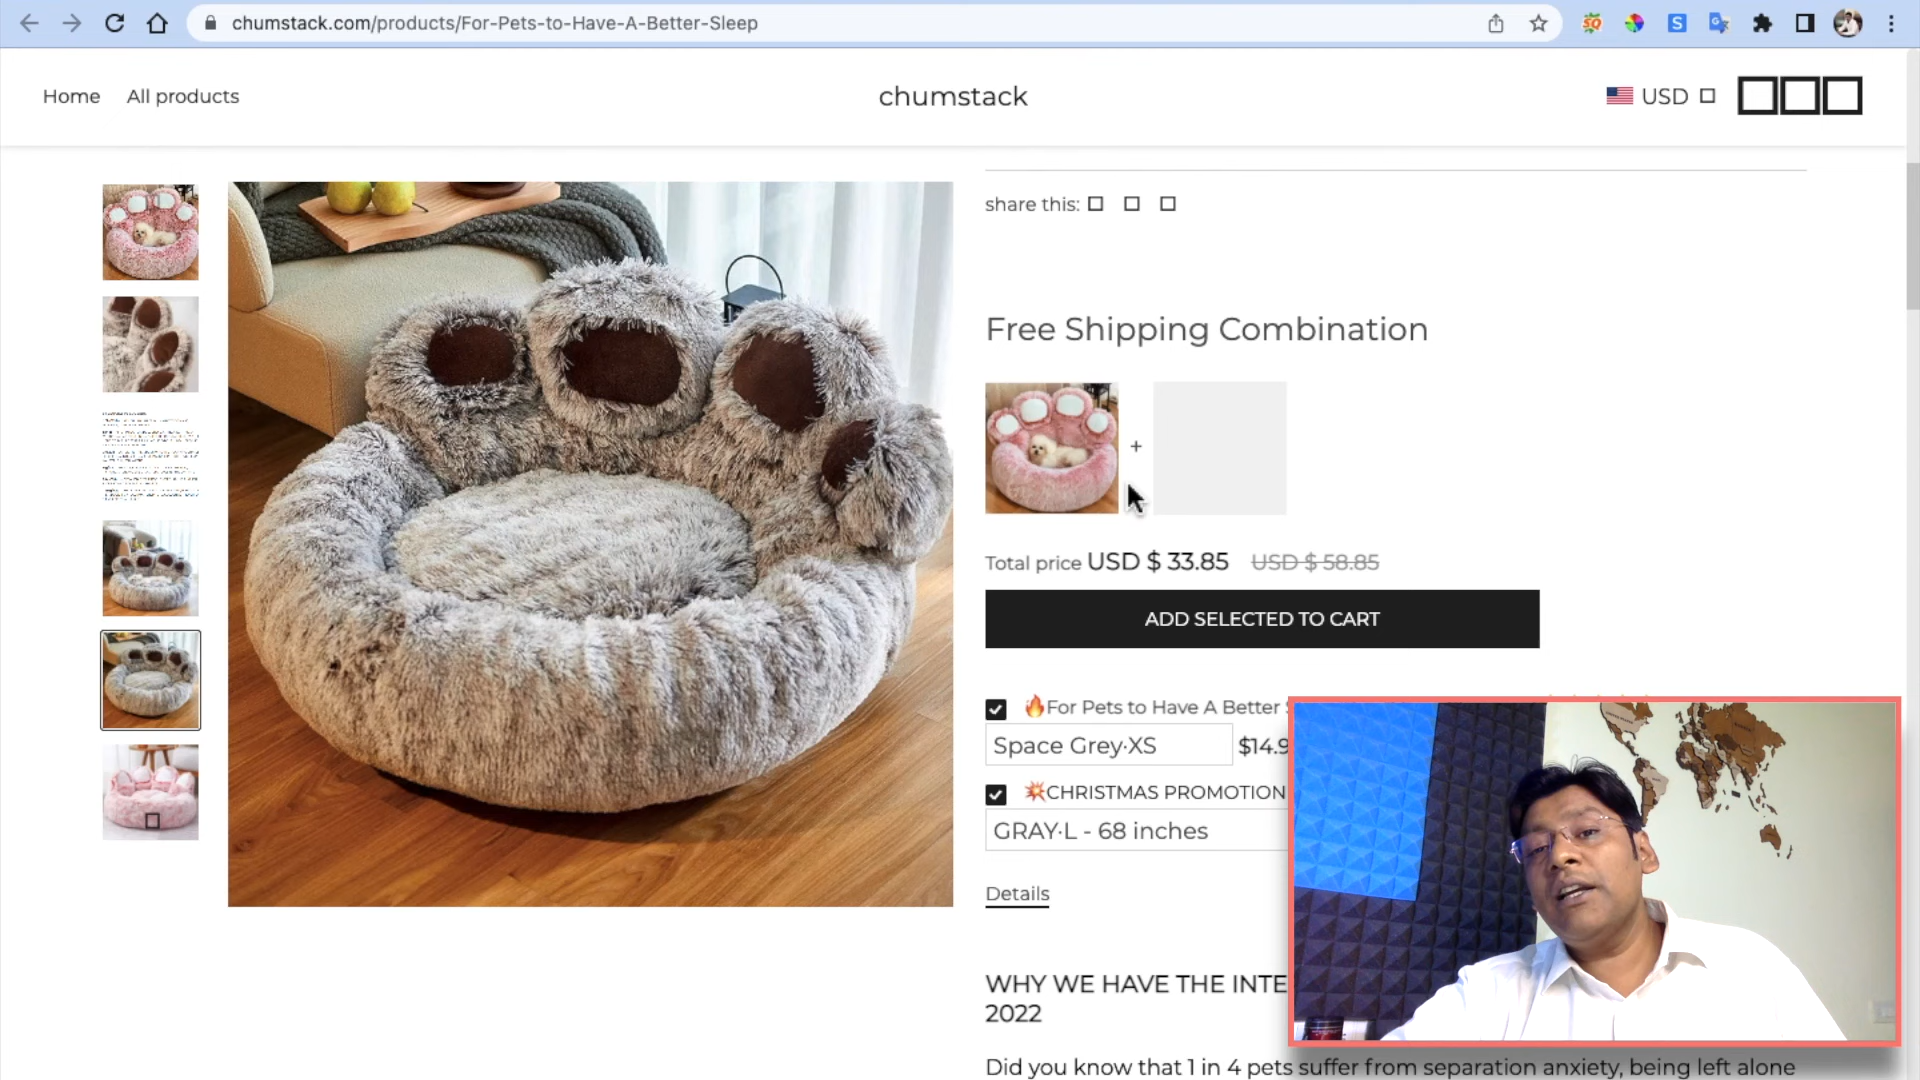 chumstack.com/products/For-Pets-to-Have-A-Better-Sleep
Home All products
chumstack
USD
share this:
Free Shipping Combination
+
Total price USD $ 33.85 USD $ 58.85
ADD SELECTED TO CART
🔥For Pets to Have A Better
Space Grey·XS $14.9
💥CHRISTMAS PROMOTION
GRAY·L - 68 inches
Details
WHY WE HAVE THE INTE
2022
Did you know that 1 in 4 pets suffer from separation anxiety, being left alone